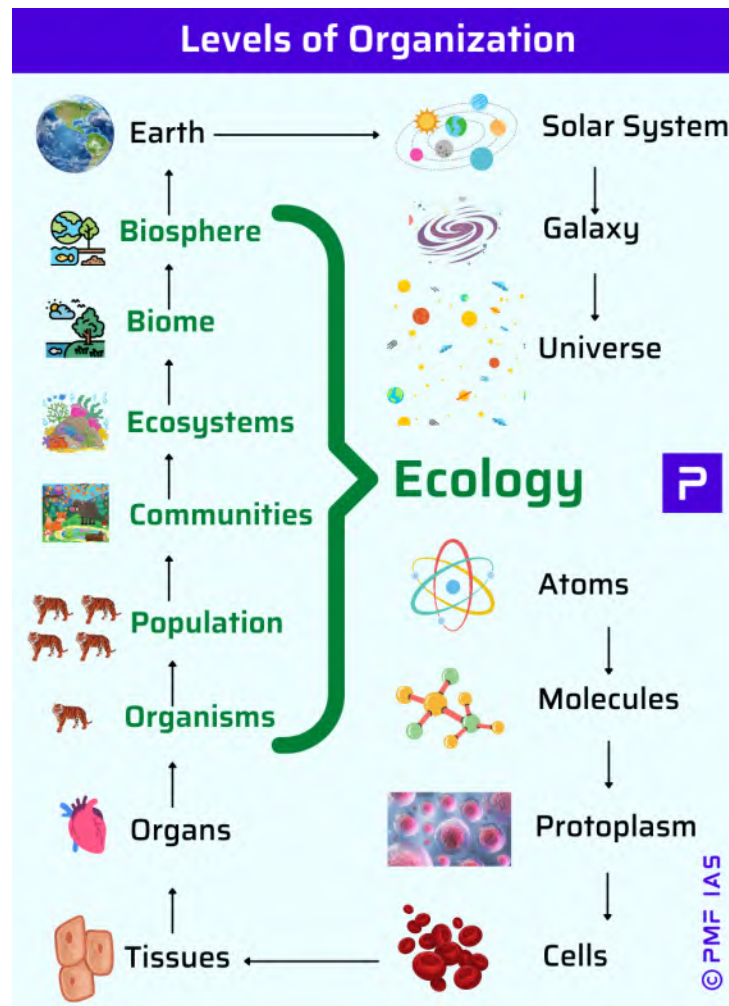 Levels of Organization
Earth
Solar System
Biosphere
Galaxy
Biome
Universe
Ecosystems
Ecology
P
Communities
Atoms
Population
Molecules
Organisms
Organs
Protoplasm
Tissues
Cells
© PMF IAS